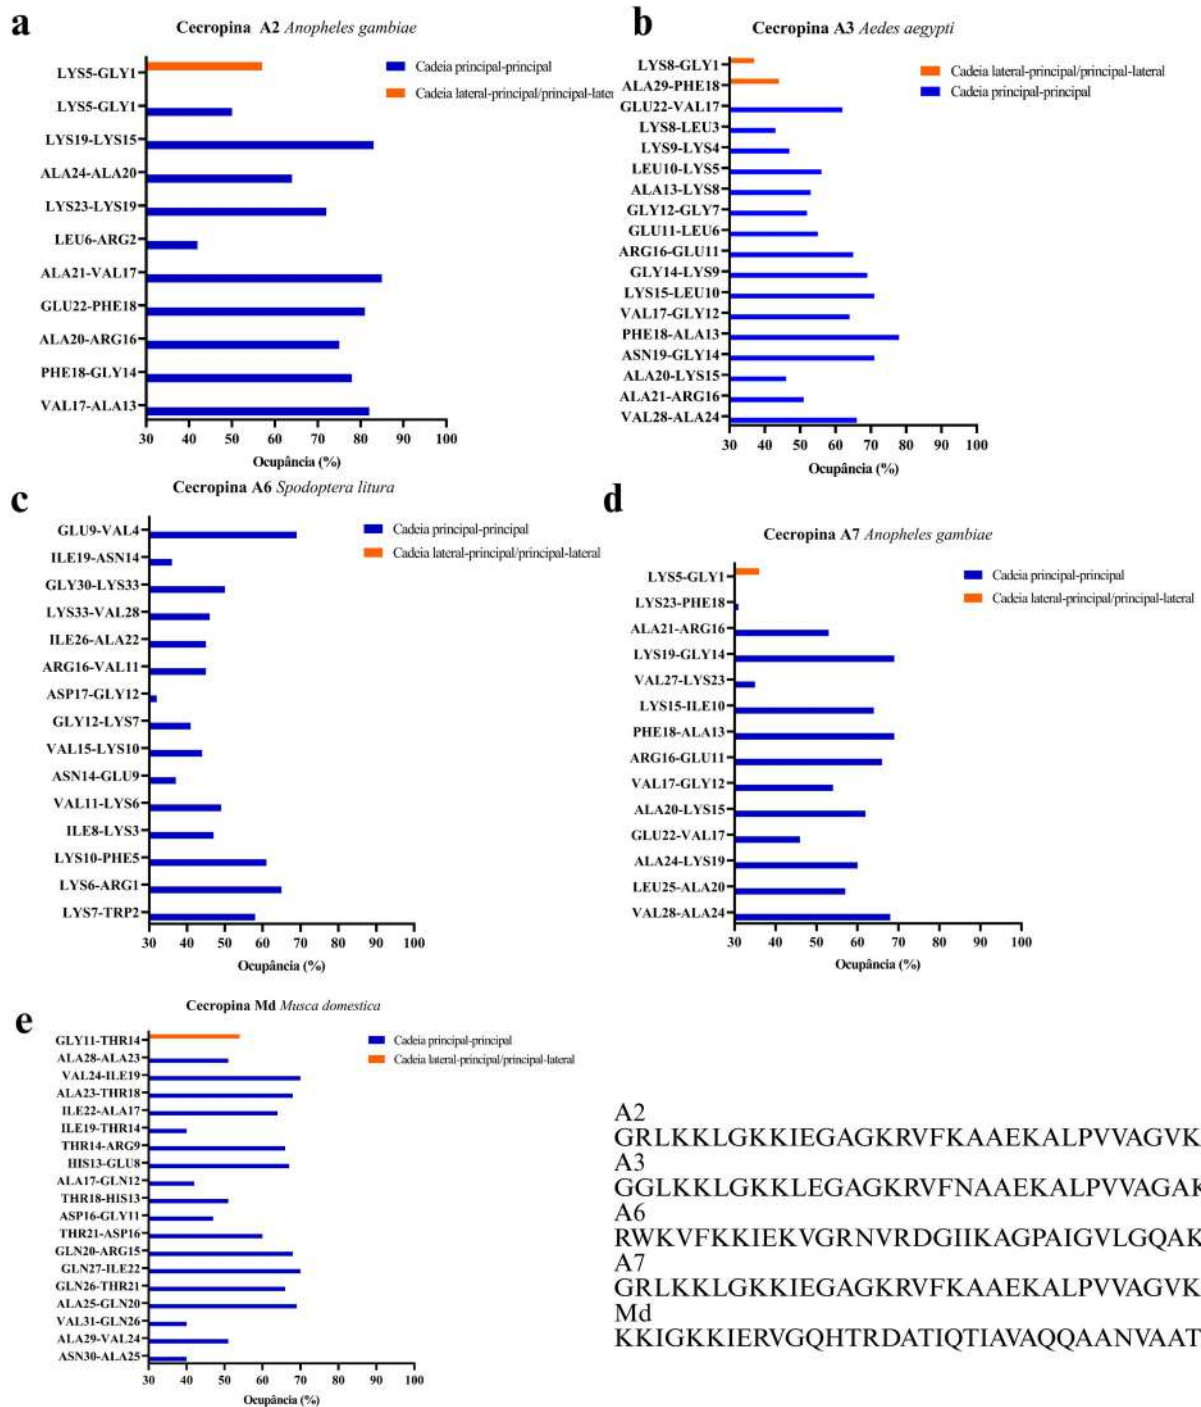 a
Cecropina A2 Anopheles gambiae
Cadeia principal-principal
Cadeia lateral-principal/principal-later
LYS5-GLY1
LYS5-GLY1
LYS19-LYS15
ALA24-ALA20
LYS23-LYS19
LEU6-ARG2
ALA21-VAL17
GLU22-PHE18
ALA20-ARG16
PHE18-GLY14
VAL17-ALA13
30 40 50 60 70 80 90 100
Ocupância (%)
b
Cecropina A3 Aedes aegypti
Cadeia lateral-principal/principal-lateral
Cadeia principal-principal
LYS8-GLY1
ALA29-PHE18
GLU22-VAL17
LYS8-LEU3
LYS9-LYS4
LEU10-LYS5
ALA13-LYS8
GLY12-GLY7
GLU11-LEU6
ARG16-GLU11
GLY14-LYS9
LYS15-LEU10
VAL17-GLY12
PHE18-ALA13
ASN19-GLY14
ALA20-LYS15
ALA21-ARG16
VAL28-ALA24
30 40 50 60 70 80 90 100
Ocupância (%)
c
Cecropina A6 Spodoptera litura
Cadeia principal-principal
Cadeia lateral-principal/principal-lateral
GLU9-VAL4
ILE19-ASN14
GLY30-LYS33
LYS33-VAL28
ILE26-ALA22
ARG16-VAL11
ASP17-GLY12
GLY12-LYS7
VAL15-LYS10
ASN14-GLU9
VAL11-LYS6
ILE8-LYS3
LYS10-PHE5
LYS6-ARG1
LYS7-TRP2
30 40 50 60 70 80 90 100
Ocupância (%)
d
Cecropina A7 Anopheles gambiae
Cadeia principal-principal
Cadeia lateral-principal/principal-lateral
LYS5-GLY1
LYS23-PHE18
ALA21-ARG16
LYS19-GLY14
VAL27-LYS23
LYS15-ILE10
PHE18-ALA13
ARG16-GLU11
VAL17-GLY12
ALA20-LYS15
GLU22-VAL17
ALA24-LYS19
LEU25-ALA20
VAL28-ALA24
30 40 50 60 70 80 90 100
Ocupância (%)
e
Cecropina Md Musca domestica
Cadeia principal-principal
Cadeia lateral-principal/principal-lateral
GLY11-THR14
ALA28-ALA23
VAL24-ILE19
ALA23-THR18
ILE22-ALA17
ILE19-THR14
THR14-ARG9
HIS13-GLU8
ALA17-GLN12
THR18-HIS13
ASP16-GLY11
THR21-ASP16
GLN20-ARG15
GLN27-ILE22
GLN26-THR21
ALA25-GLN20
VAL31-GLN26
ALA29-VAL24
ASN30-ALA25
30 40 50 60 70 80 90 100
Ocupância (%)
A2
GRLKKLGKKIEGAGKRVFKAAEKALPVVAGVK
A3
GGLKKLGKKLEGAGKRVFNAAEKALPVVAGAK
A6
RWKVFKKIEKVGRNVRDGIIKAGPAIGVLGQAK
A7
GRLKKLGKKIEGAGKRVFKAAEKALPVVAGVK
Md
KKIGKKIERVGQHTRDATIQTIAVAQQAANVAAT